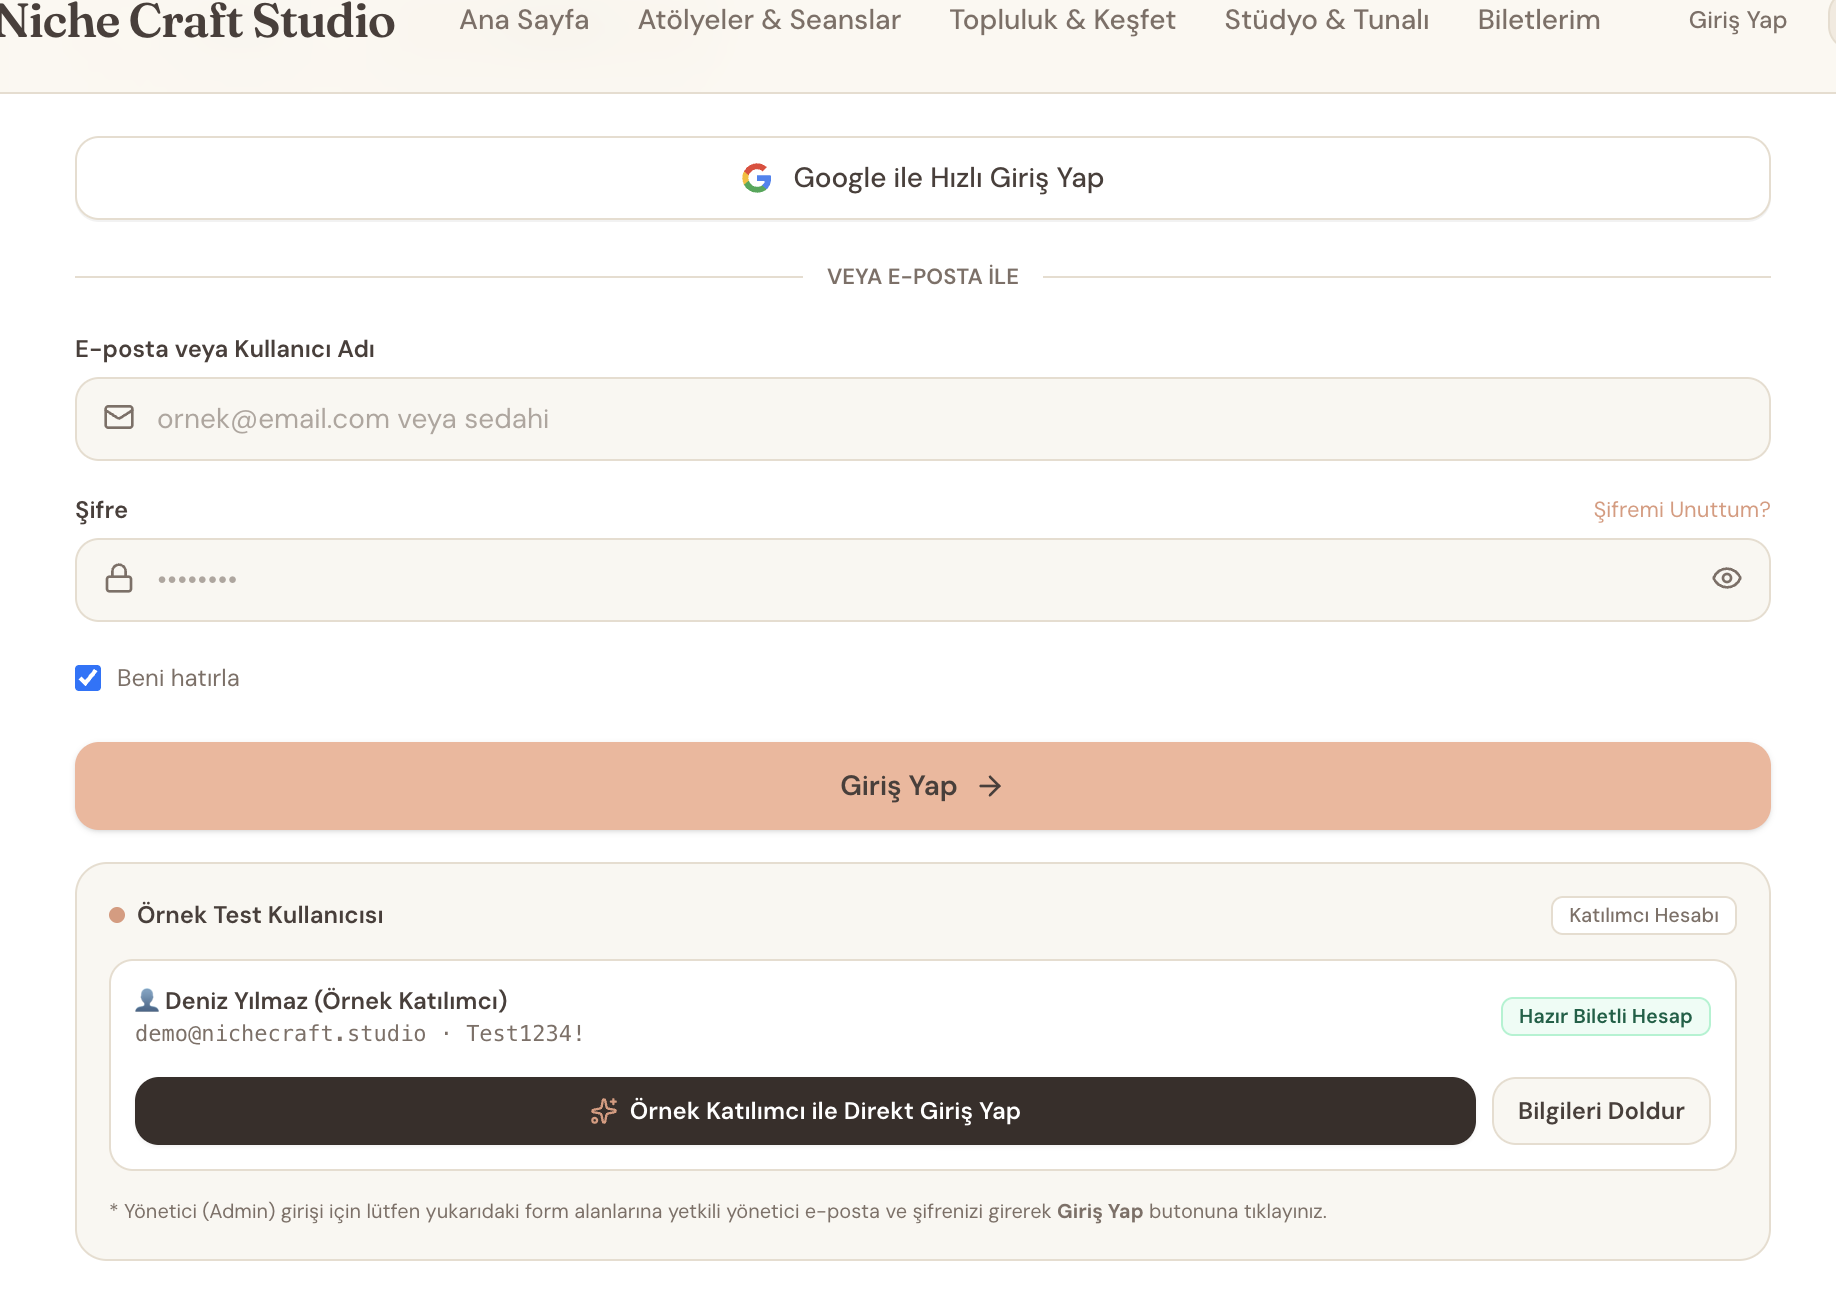 Niche Craft Studio
Ana Sayfa
Atölyeler & Seanslar
Topluluk & Keşfet
Stüdyo & Tunalı
Biletlerim
Giriş Yap
Google ile Hızlı Giriş Yap
VEYA E-POSTA İLE
E-posta veya Kullanıcı Adı
ornek@email.com veya sedahi
Şifre
Şifremi Unuttum?
••••••••
Beni hatırla
Giriş Yap →
Örnek Test Kullanıcısı
Katılımcı Hesabı
Deniz Yılmaz (Örnek Katılımcı)
demo@nichecraft.studio · Test1234!
Hazır Biletli Hesap
Örnek Katılımcı ile Direkt Giriş Yap
Bilgileri Doldur
* Yönetici (Admin) girişi için lütfen yukarıdaki form alanlarına yetkili yönetici e-posta ve şifrenizi girerek Giriş Yap butonuna tıklayınız.